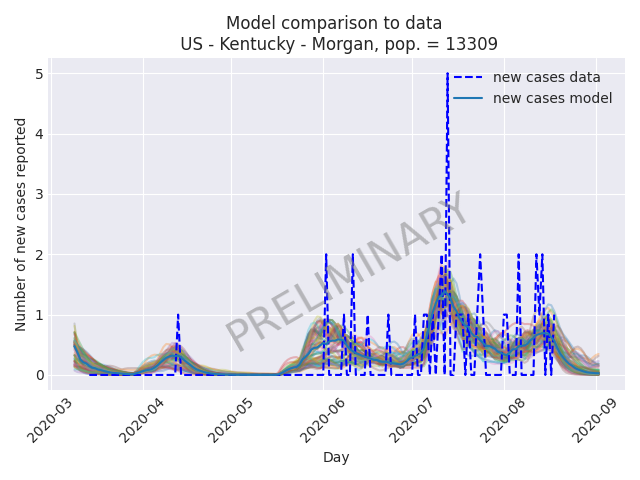 Model comparison to data
US - Kentucky - Morgan, pop. = 13309
new cases data
new cases model
PRELIMINARY
Number of new cases reported
5
4
3
2
1
0
2020-03
2020-04
2020-05
2020-06
2020-07
2020-08
2020-09
Day